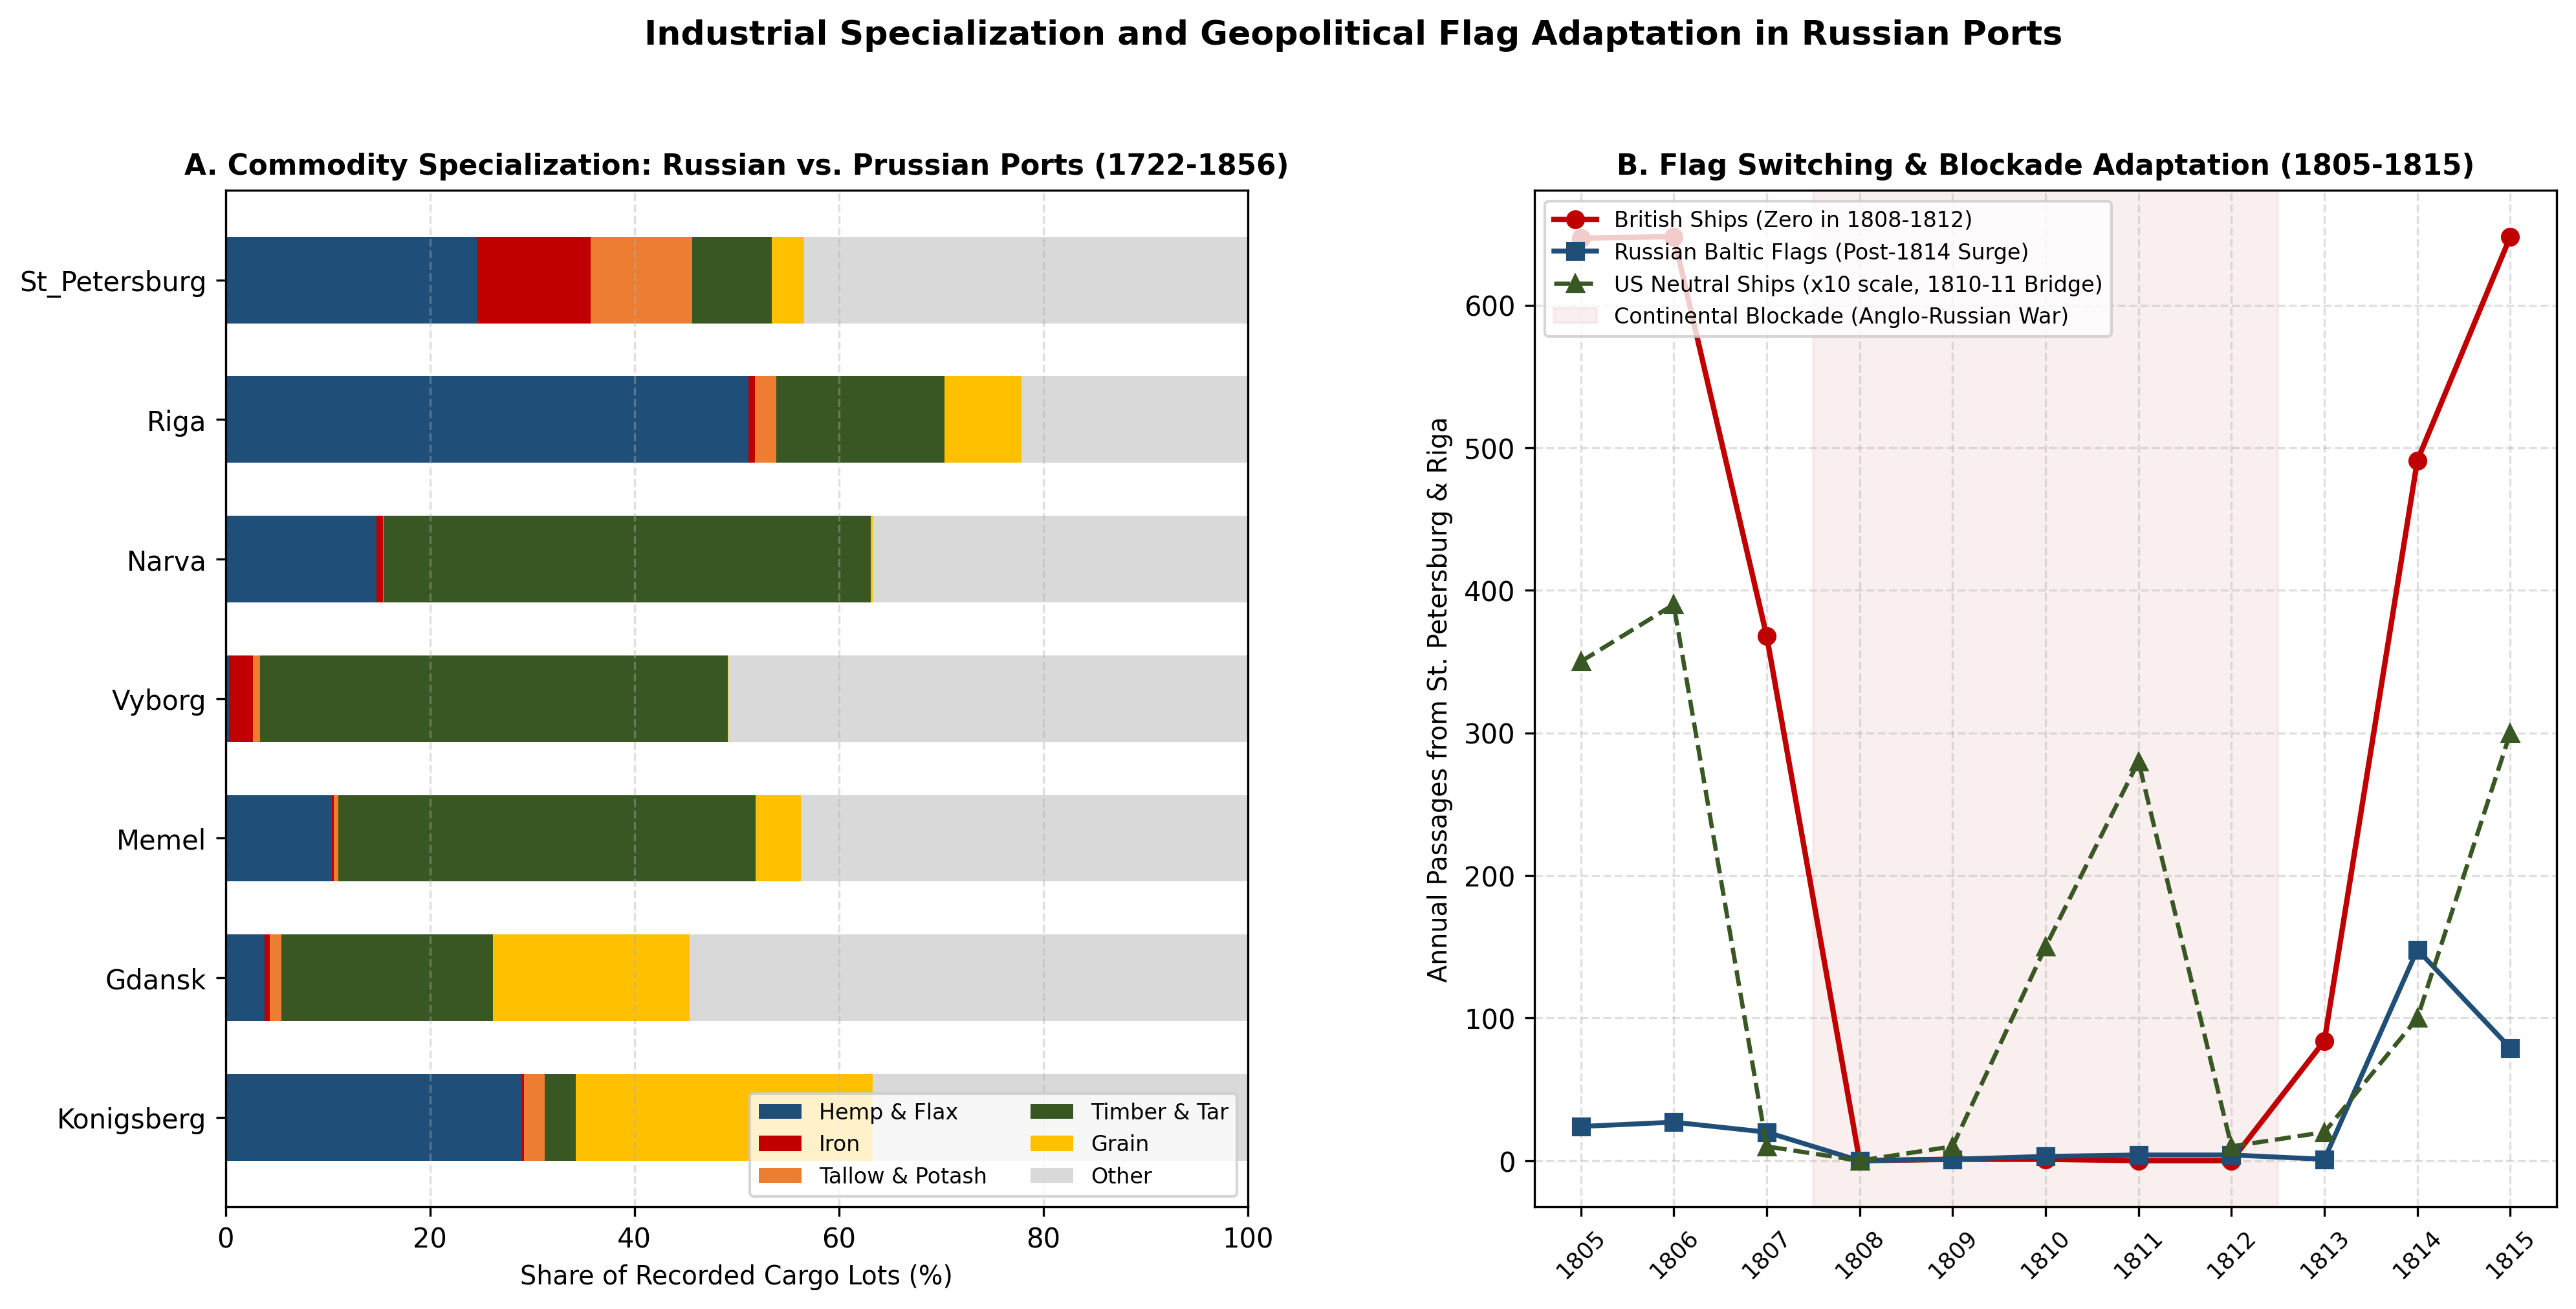 Industrial Specialization and Geopolitical Flag Adaptation in Russian Ports
A. Commodity Specialization: Russian vs. Prussian Ports (1722-1856)
St_Petersburg
Riga
Narva
Vyborg
Memel
Gdansk
Konigsberg
Hemp & Flax
Iron
Tallow & Potash
Timber & Tar
Grain
Other
0 20 40 60 80 100
Share of Recorded Cargo Lots (%)
B. Flag Switching & Blockade Adaptation (1805-1815)
British Ships (Zero in 1808-1812)
Russian Baltic Flags (Post-1814 Surge)
US Neutral Ships (x10 scale, 1810-11 Bridge)
Continental Blockade (Anglo-Russian War)
Annual Passages from St. Petersburg & Riga
600
500
400
300
200
100
0
1805 1806 1807 1808 1809 1810 1811 1812 1813 1814 1815